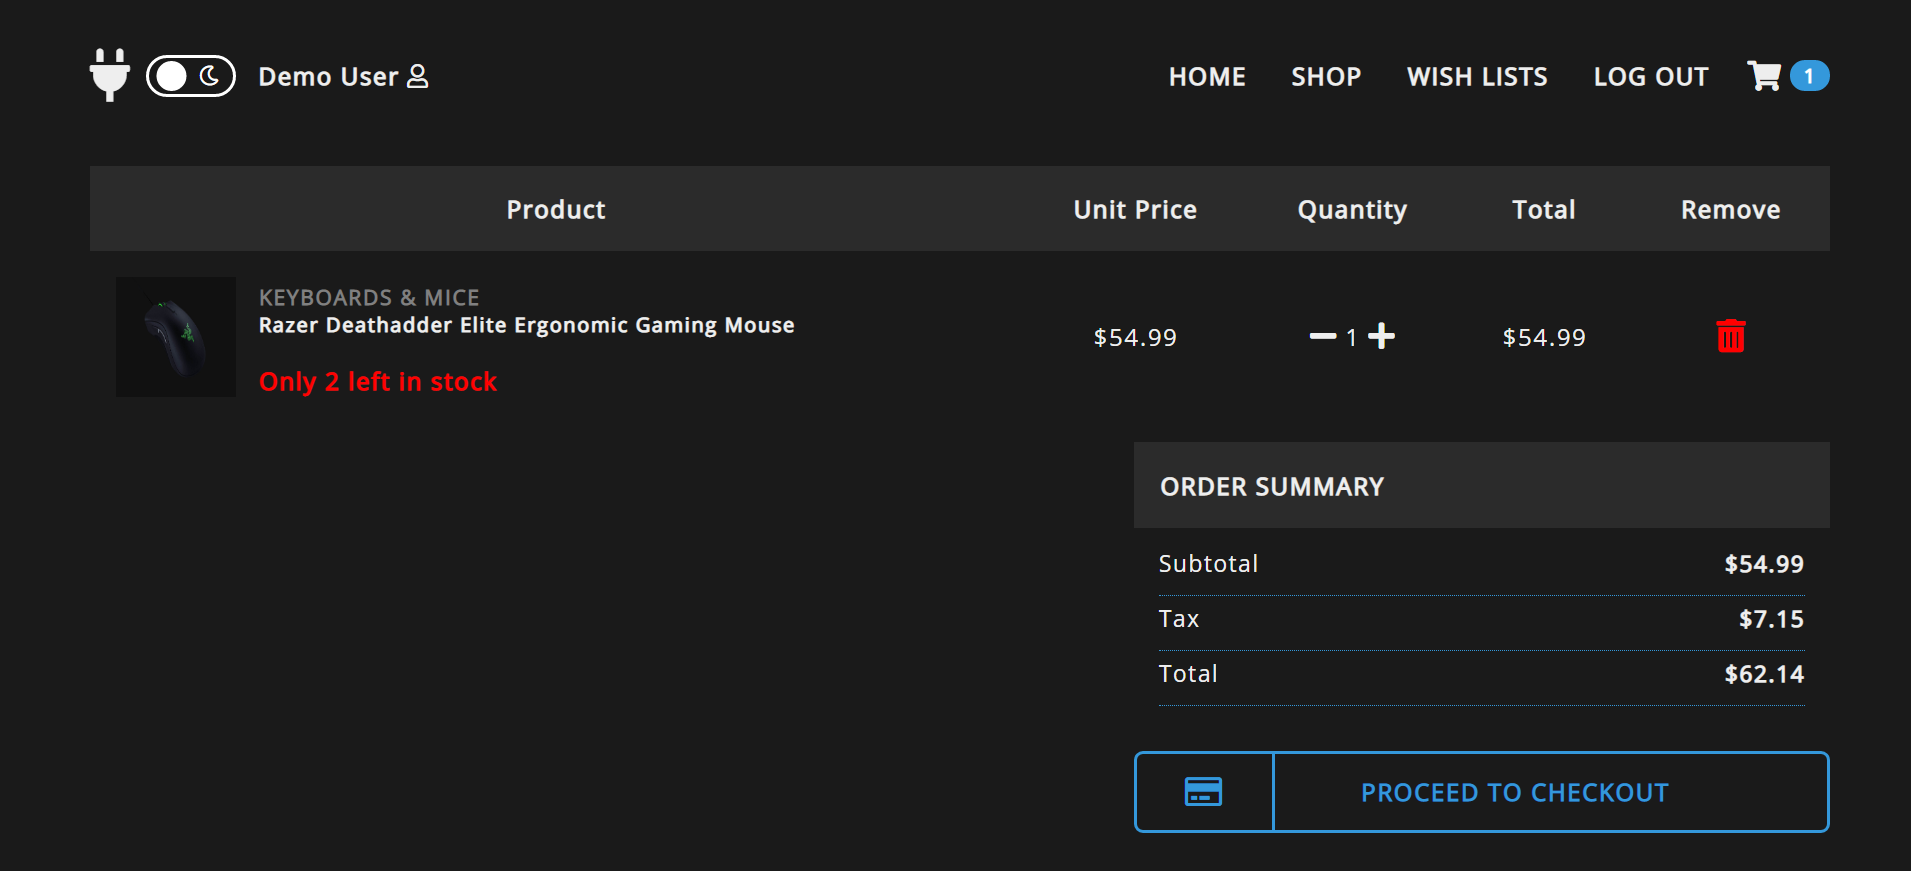 Demo User
HOME SHOP WISH LISTS LOG OUT 1
Product Unit Price Quantity Total Remove
KEYBOARDS & MICE
Razer Deathadder Elite Ergonomic Gaming Mouse
$54.99 1 $54.99
Only 2 left in stock
ORDER SUMMARY
Subtotal $54.99
Tax $7.15
Total $62.14
PROCEED TO CHECKOUT